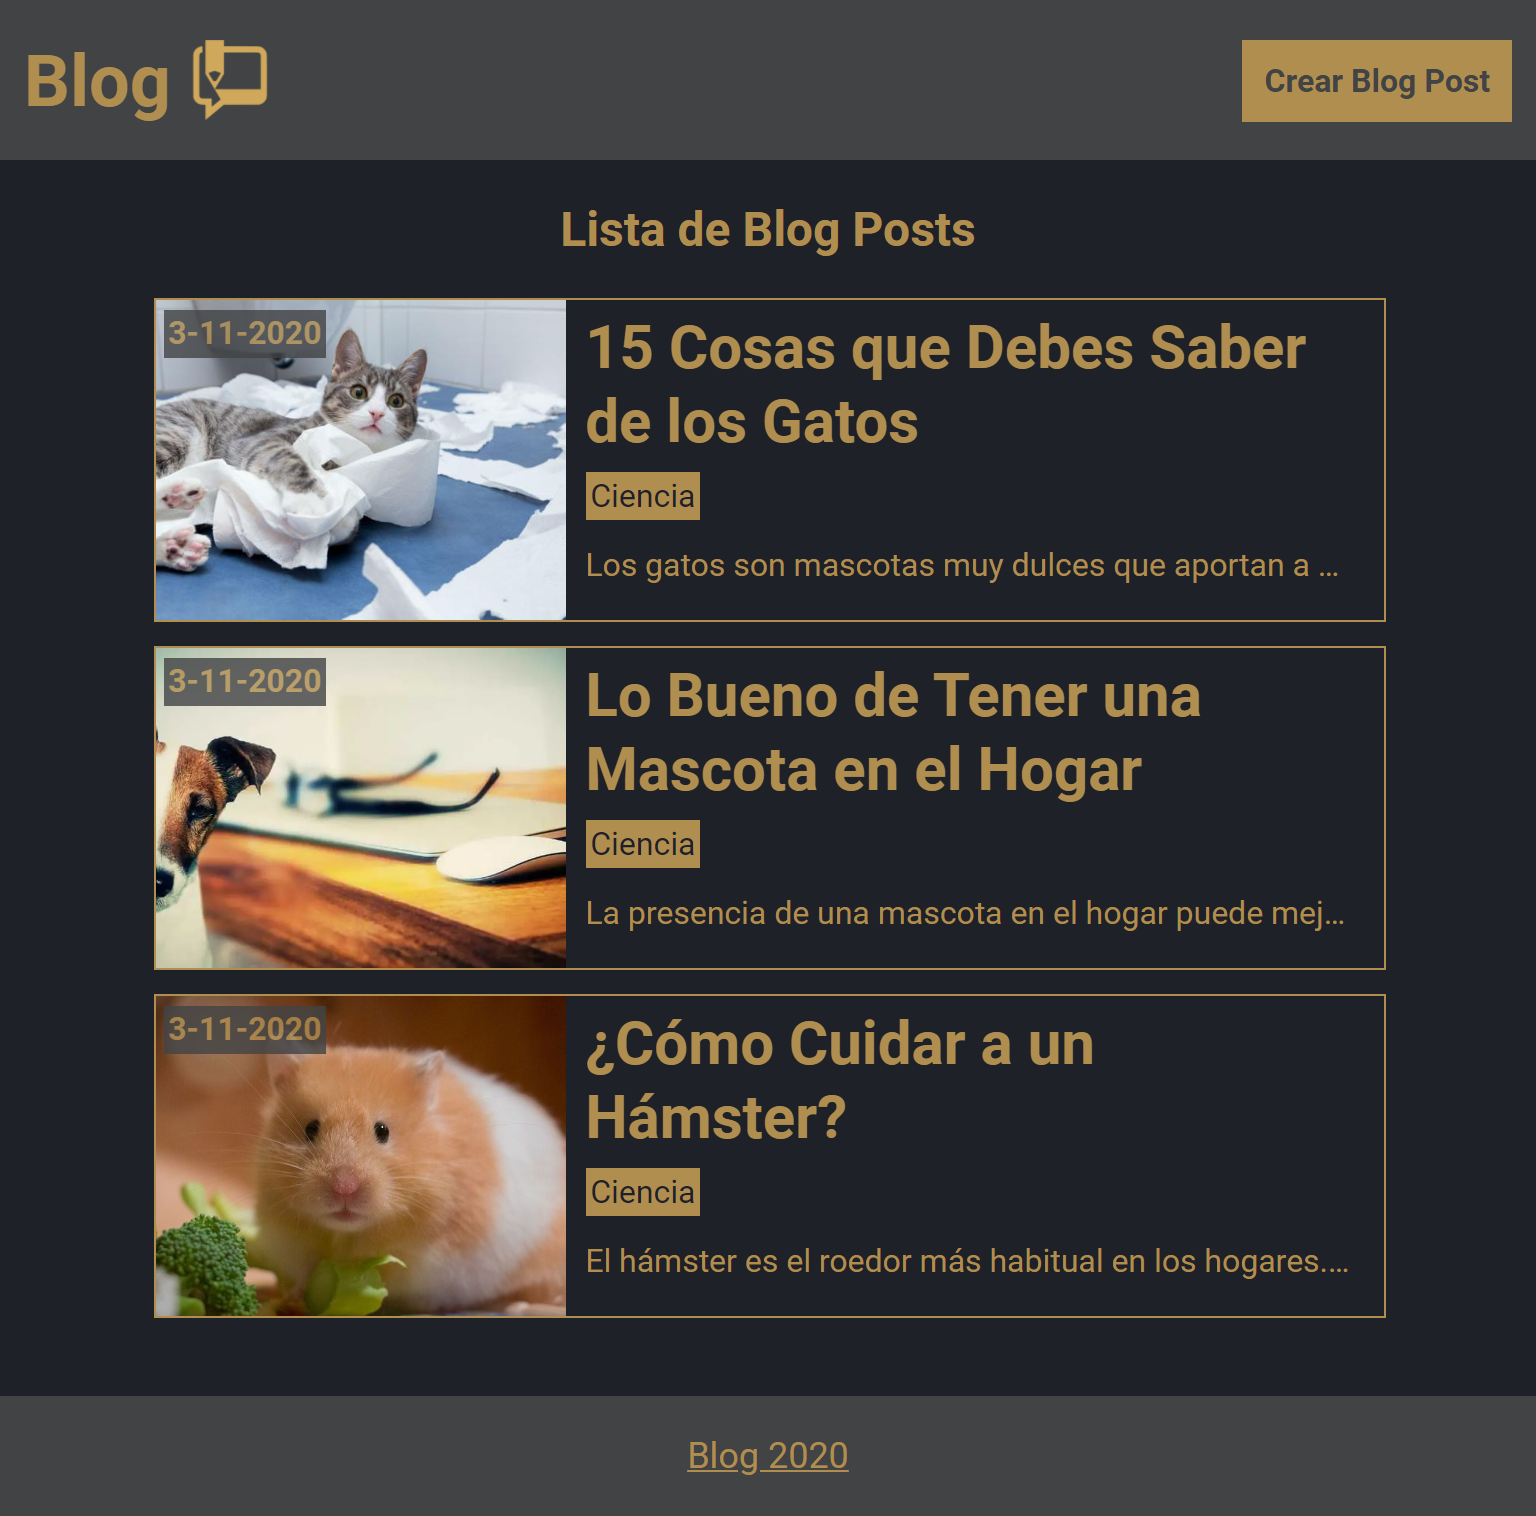 Blog
Crear Blog Post
Lista de Blog Posts
3-11-2020
15 Cosas que Debes Saber
de los Gatos
Ciencia
Los gatos son mascotas muy dulces que aportan a ...
3-11-2020
Lo Bueno de Tener una
Mascota en el Hogar
Ciencia
La presencia de una mascota en el hogar puede mej...
3-11-2020
¿Cómo Cuidar a un
Hámster?
Ciencia
El hámster es el roedor más habitual en los hogares....
Blog 2020